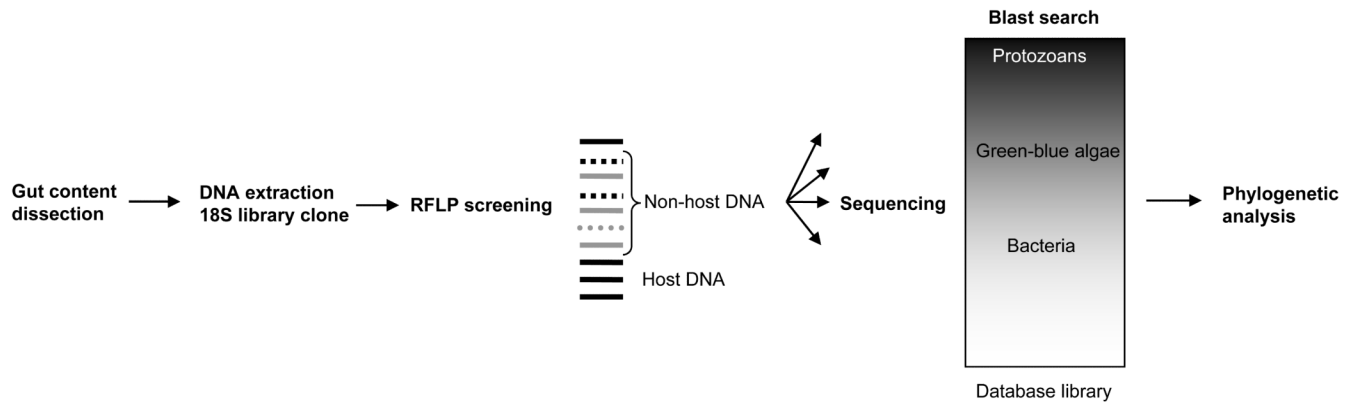 Gut content
dissection
DNA extraction
18S library clone
RFLP screening
Non-host DNA
Host DNA
Sequencing
Blast search
Protozoans
Green-blue algae
Bacteria
Database library
Phylogenetic
analysis